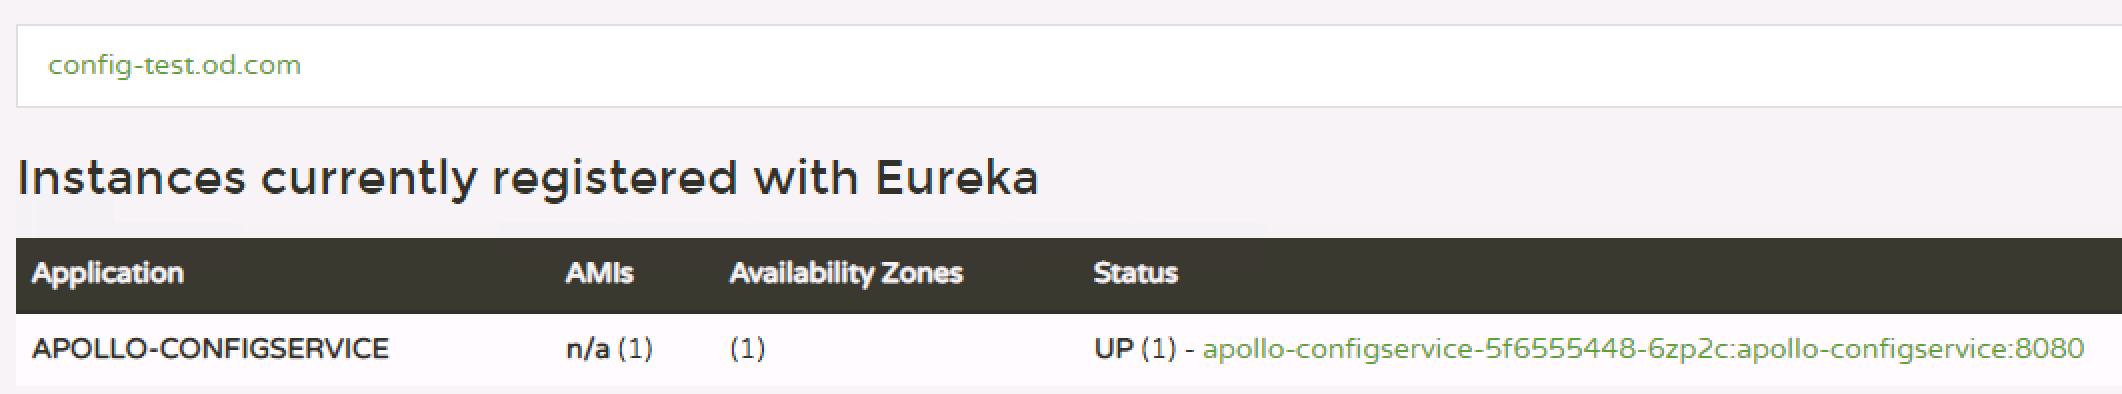 config-test.od.com
Instances currently registered with Eureka
Application AMIs Availability Zones Status
APOLLO-CONFIGSERVICE n/a (1) (1) UP (1) - apollo-configservice-5f6555448-6zp2c:apollo-configservice:8080